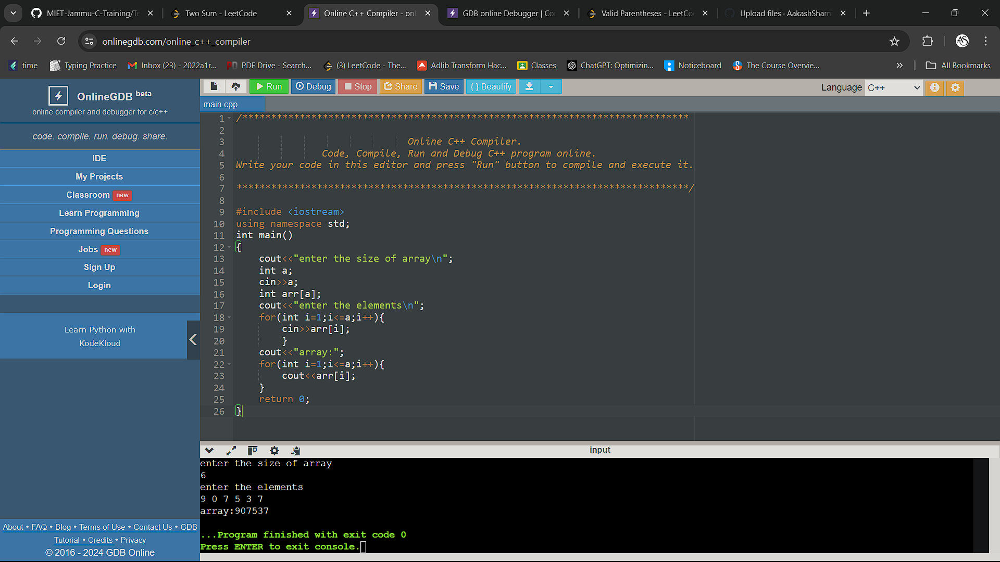 MIET-Jammu-C-Training/Te
Two Sum - LeetCode
Online C++ Compiler - onl
GDB online Debugger | Co
Valid Parentheses - LeetCo
Upload files · AakashSharm
onlinegdb.com/online_c++_compiler
time
Typing Practice
Inbox (23) - 2022a1r...
PDF Drive - Search...
(3) LeetCode - The...
Adlib Transform Hac...
Classes
ChatGPT: Optimizin...
Noticeboard
The Course Overvie...
All Bookmarks
OnlineGDB beta
online compiler and debugger for c/c++
code. compile. run. debug. share.
IDE
My Projects
Classroom new
Learn Programming
Programming Questions
Jobs new
Sign Up
Login
Learn Python with
KodeKloud
About • FAQ • Blog • Terms of Use • Contact Us • GDB
Tutorial • Credits • Privacy
© 2016 - 2024 GDB Online
Run Debug Stop Share Save { } Beautify
Language C++
main.cpp
1 /******************************************************************************
2
3 Online C++ Compiler.
4 Code, Compile, Run and Debug C++ program online.
5 Write your code in this editor and press "Run" button to compile and execute it.
6
7 *******************************************************************************/
8
9 #include <iostream>
10 using namespace std;
11 int main()
12 {
13 cout<<"enter the size of array\n";
14 int a;
15 cin>>a;
16 int arr[a];
17 cout<<"enter the elements\n";
18 for(int i=1;i<=a;i++){
19 cin>>arr[i];
20 }
21 cout<<"array:";
22 for(int i=1;i<=a;i++){
23 cout<<arr[i];
24 }
25 return 0;
26 }
input
enter the size of array
6
enter the elements
9 0 7 5 3 7
array:907537
...Program finished with exit code 0
Press ENTER to exit console.